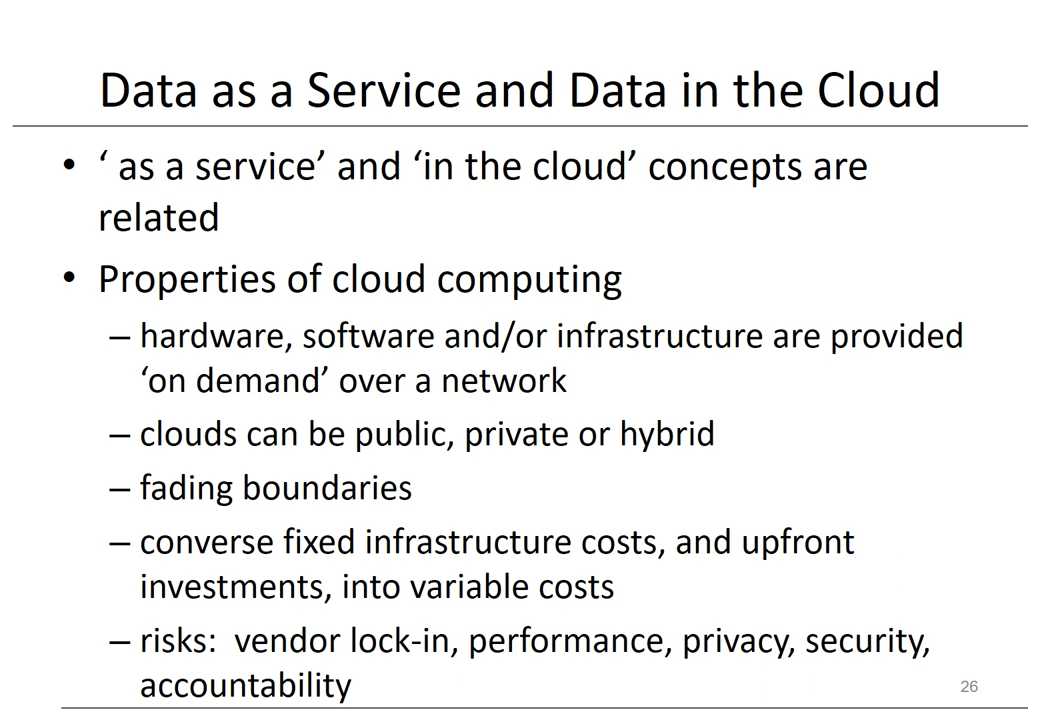 Data as a Service and Data in the Cloud
• ‘ as a service’ and ‘in the cloud’ concepts are
related
• Properties of cloud computing
– hardware, software and/or infrastructure are provided
‘on demand’ over a network
– clouds can be public, private or hybrid
– fading boundaries
– converse fixed infrastructure costs, and upfront
investments, into variable costs
– risks:  vendor lock-in, performance, privacy, security,
accountability
26